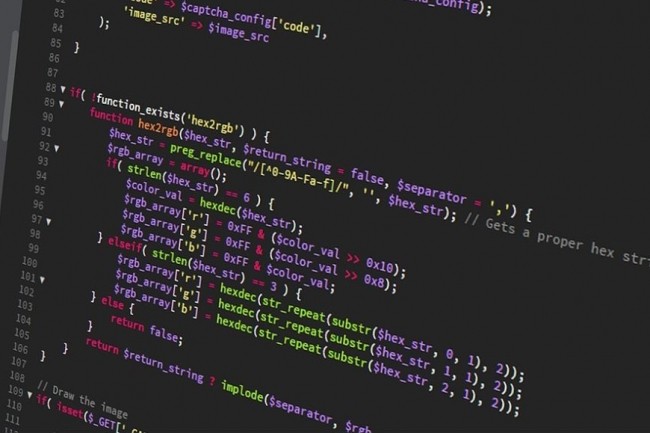 82
83 'code' => $captcha_config['code'],
84 'image_src' => $image_src
85 );
86 }
87
88 if( !function_exists('hex2rgb') ) {
89 function hex2rgb($hex_str, $return_string = false, $separator = ',') {
90 $hex_str = preg_replace("/[^0-9A-Fa-f]/", '', $hex_str); // Gets a proper hex
91 $rgb_array = array();
92 if( strlen($hex_str) == 6 ) {
93 $color_val = hexdec($hex_str);
94 $rgb_array['r'] = 0xFF & ($color_val >> 0x10);
95 $rgb_array['g'] = 0xFF & ($color_val >> 0x8);
96 $rgb_array['b'] = 0xFF & $color_val;
97 } elseif( strlen($hex_str) == 3 ) {
98 $rgb_array['r'] = hexdec(str_repeat(substr($hex_str, 0, 1), 2));
99 $rgb_array['g'] = hexdec(str_repeat(substr($hex_str, 1, 1), 2));
100 $rgb_array['b'] = hexdec(str_repeat(substr($hex_str, 2, 1), 2));
101 } else {
102 return false;
103 }
104 return $return_string ? implode($separator, $rgb
105 }
106 }
107
108 // Draw the image
109 if( isset($_GET['
110
111